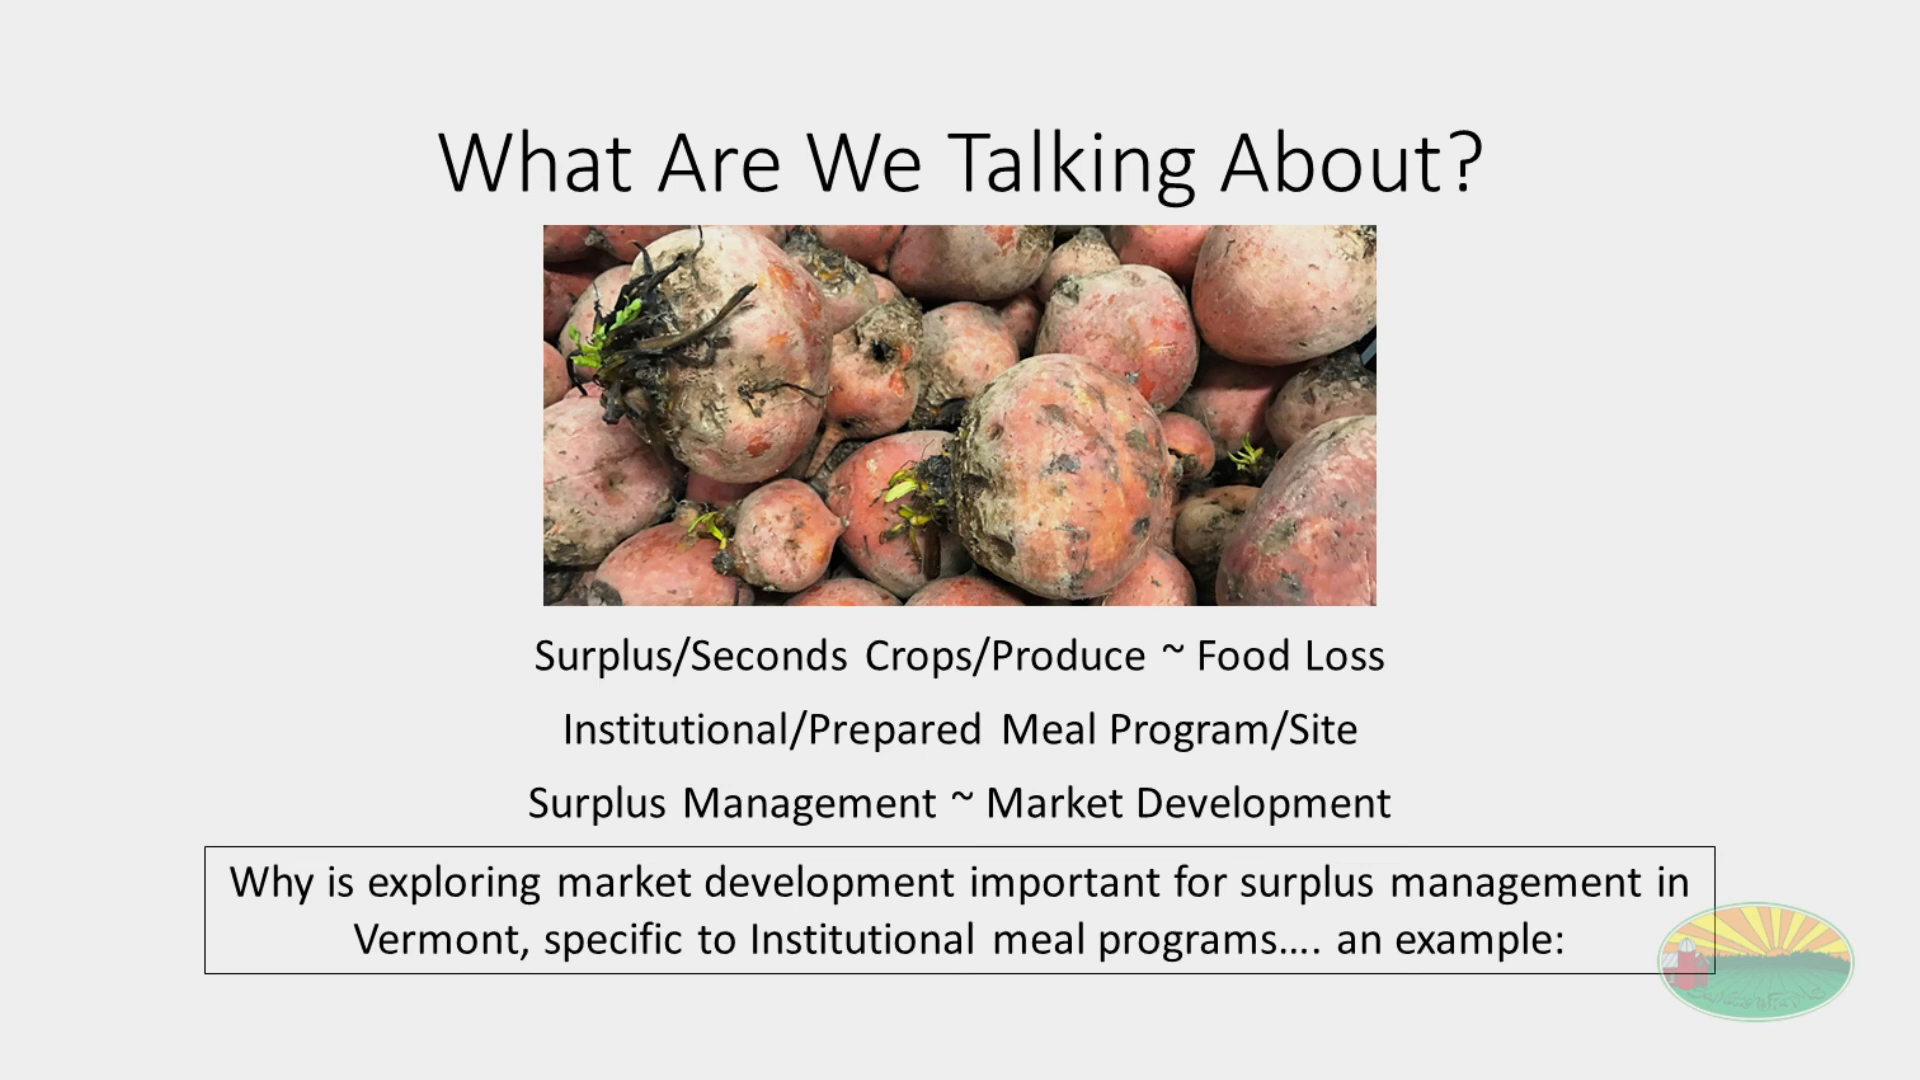 What Are We Talking About?
Surplus/Seconds Crops/Produce ~ Food Loss
Institutional/Prepared Meal Program/Site
Surplus Management ~ Market Development
Why is exploring market development important for surplus management in
Vermont, specific to Institutional meal programs.... an example: